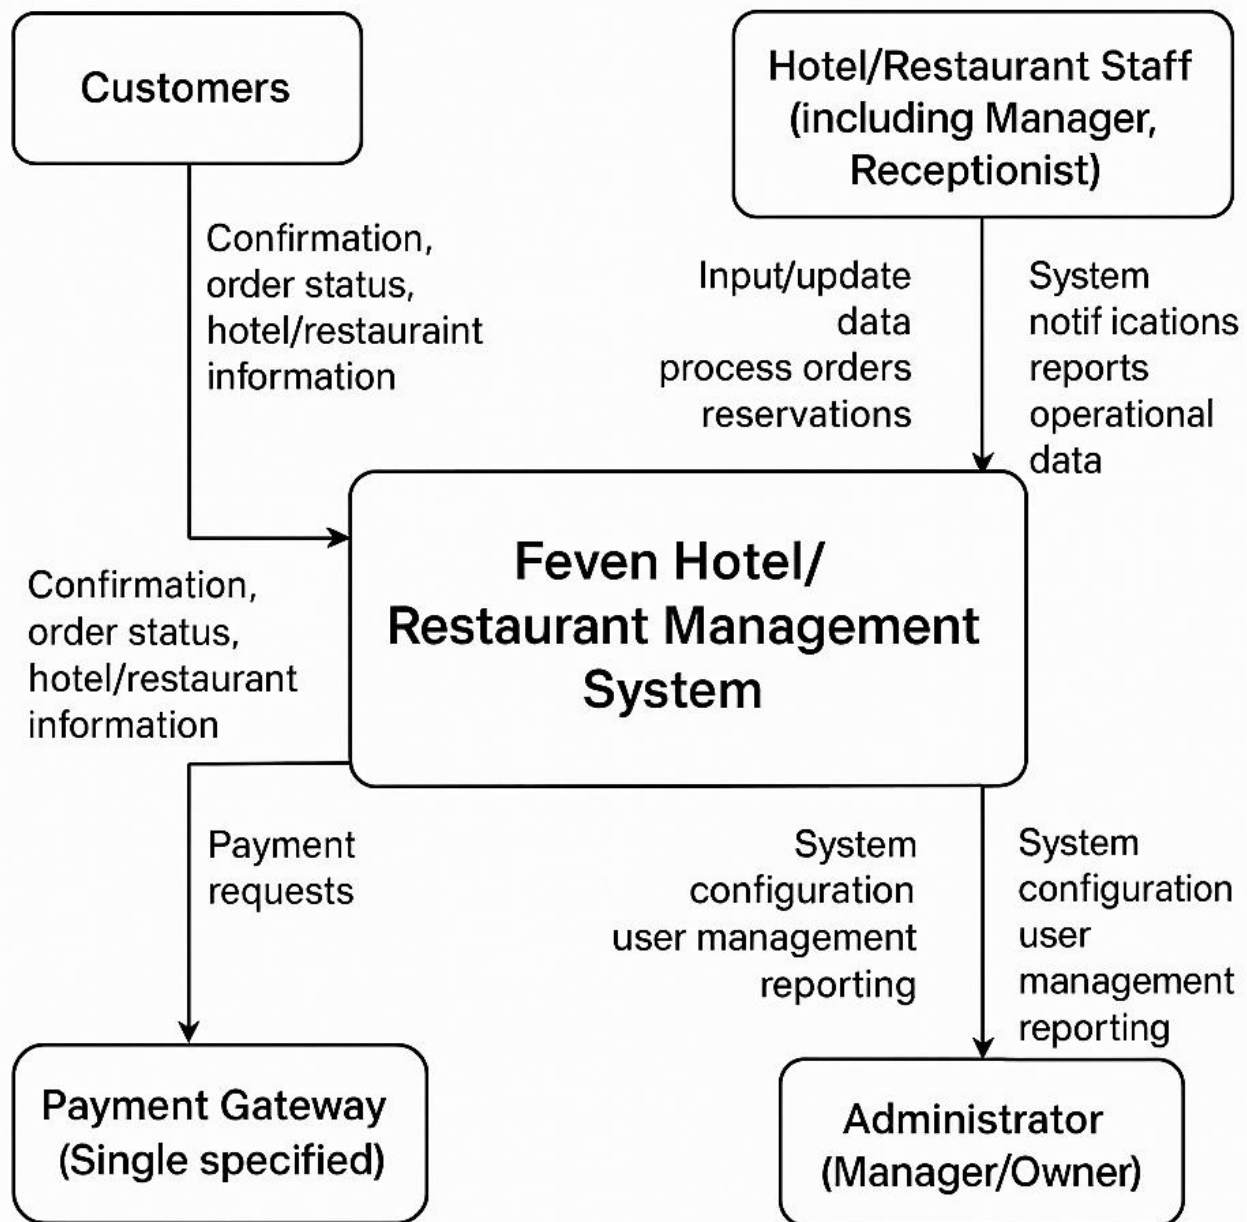 Customers
Hotel/Restaurant Staff
(including Manager,
Receptionist)
Confirmation,
order status,
hotel/restauraint
information
Input/update
data
process orders
reservations
System
notif ications
reports
operational
data
Feven Hotel/
Restaurant Management
System
Confirmation,
order status,
hotel/restaurant
information
Payment
requests
System
configuration
user management
reporting
System
configuration
user
management
reporting
Payment Gateway
(Single specified)
Administrator
(Manager/Owner)